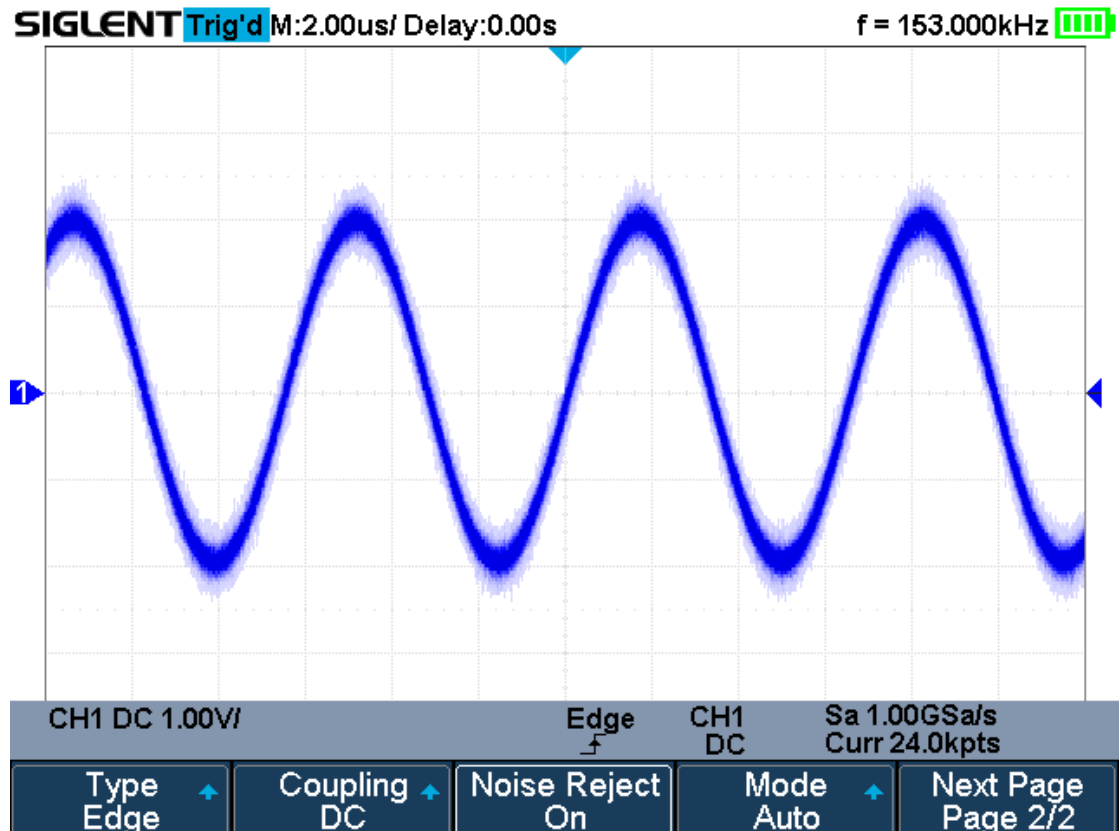 SIGLENT Trig'd M:2.00us/ Delay:0.00s f = 153.000kHz
1
CH1 DC 1.00V/ Edge CH1 Sa 1.00GSa/s
DC Curr 24.0kpts
Type Coupling Noise Reject Mode Next Page
Edge DC On Auto Page 2/2